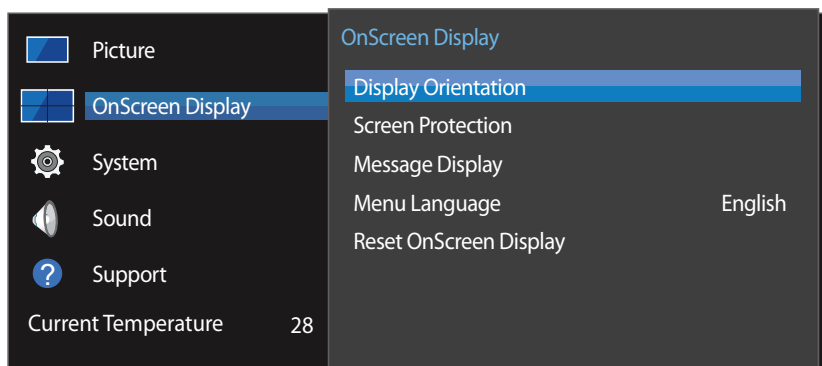 Picture
OnScreen Display
System
Sound
?
Support
Current Temperature 28
OnScreen Display
Display Orientation
Screen Protection
Message Display
Menu Language English
Reset OnScreen Display